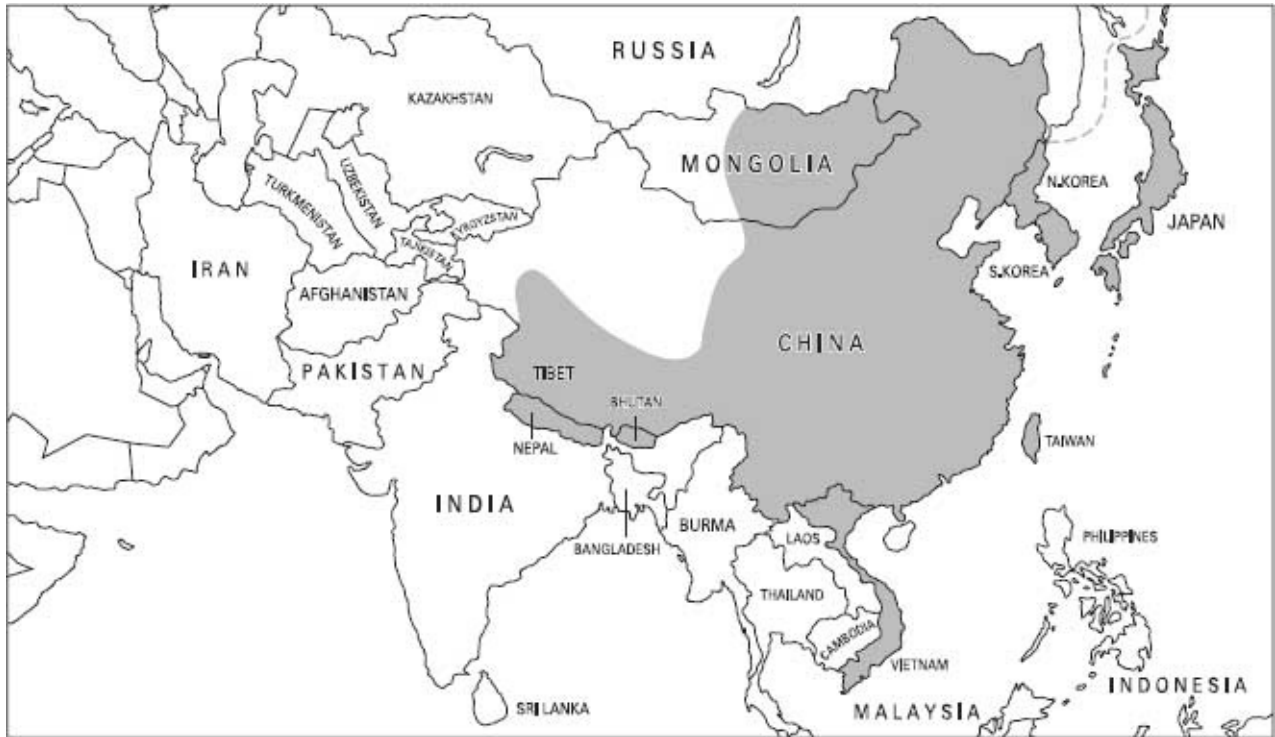 RUSSIA
KAZAKHSTAN
MONGOLIA
UZBEKISTAN
TURKMENISTAN
KYRGYZSTAN
TAJIKISTAN
N.KOREA
JAPAN
IRAN
AFGHANISTAN
S.KOREA
CHINA
PAKISTAN
TIBET
BHUTAN
NEPAL
TAIWAN
INDIA
BURMA
LAOS
BANGLADESH
PHILIPPINES
THAILAND
CAMBODIA
VIETNAM
INDONESIA
SRI LANKA
MALAYSIA